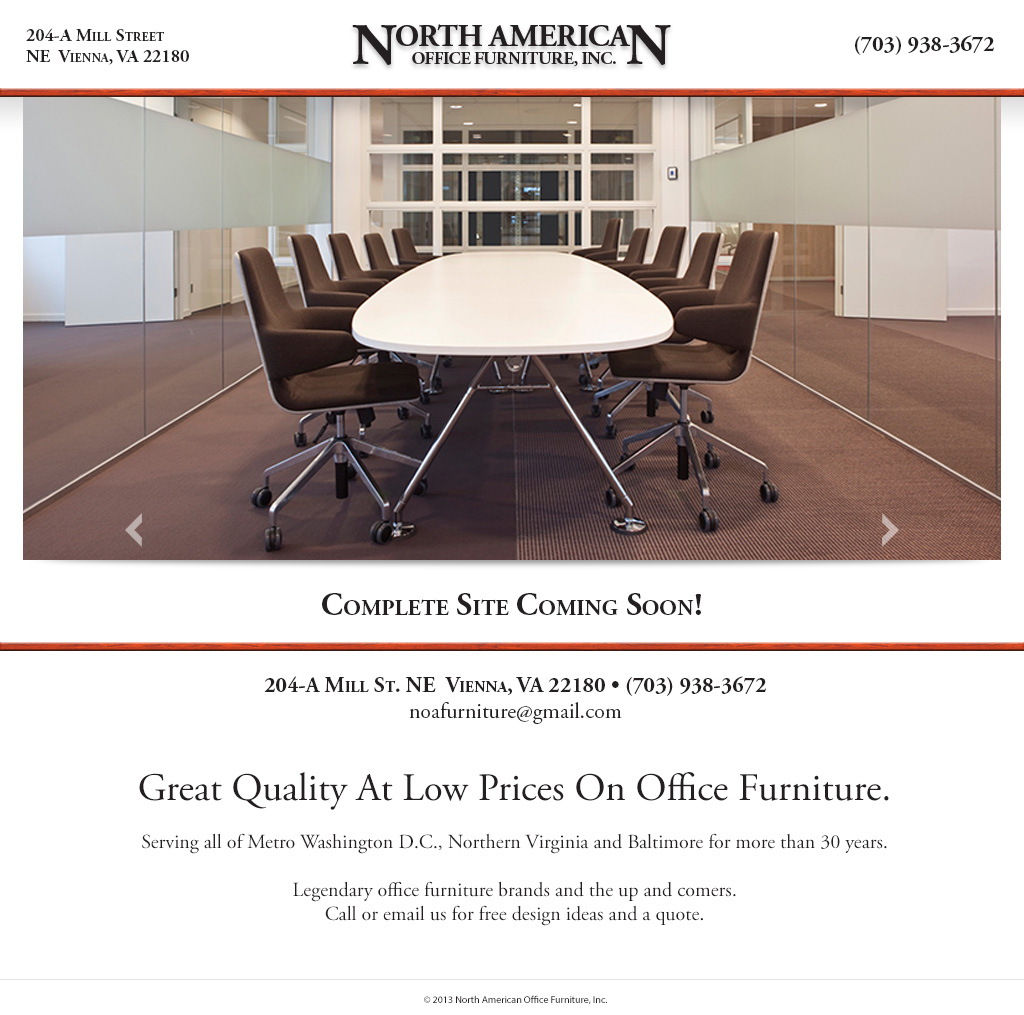 204-A Mill Street
NE Vienna, VA 22180
North AmericaN
Office Furniture, Inc.
(703) 938-3672
Complete Site Coming Soon!
204-A Mill St. NE Vienna, VA 22180 • (703) 938-3672
noafurniture@gmail.com
Great Quality At Low Prices On Office Furniture.
Serving all of Metro Washington D.C., Northern Virginia and Baltimore for more than 30 years.
Legendary office furniture brands and the up and comers.
Call or email us for free design ideas and a quote.
© 2013 North American Office Furniture, Inc.